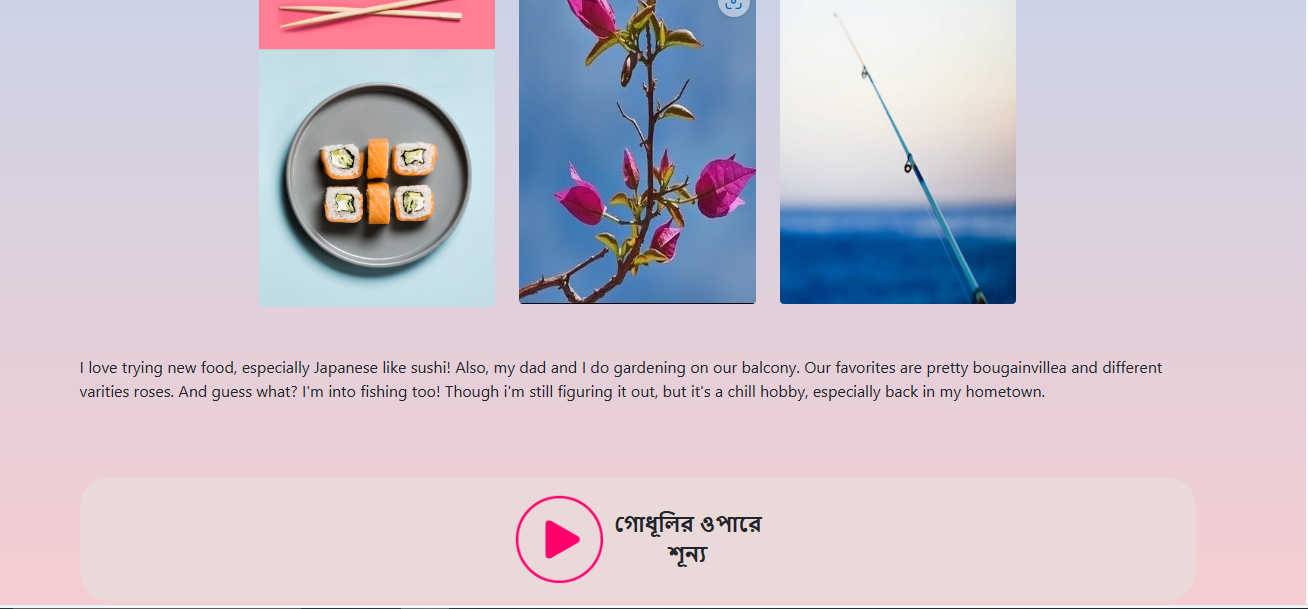 I love trying new food, especially Japanese like sushi! Also, my dad and I do gardening on our balcony. Our favorites are pretty bougainvillea and different
varities roses. And guess what? I'm into fishing too! Though i'm still figuring it out, but it's a chill hobby, especially back in my hometown.
গোধূলির ওপারে
শূন্য